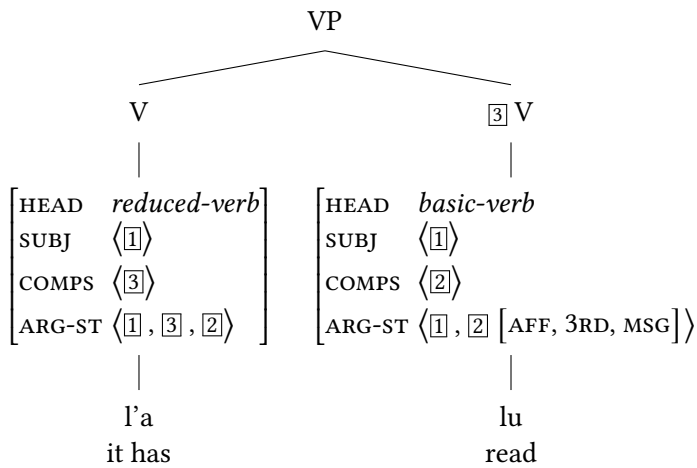 VP
V ③ V
[HEAD reduced-verb] [HEAD basic-verb
SUBJ ⟨1⟩ SUBJ ⟨1⟩
COMPS ⟨3⟩ COMPS ⟨2⟩
ARG-ST ⟨1, 3, 2⟩ ARG-ST ⟨1, 2 [AFF, 3RD, MSG]⟩
l'a lu
it has read